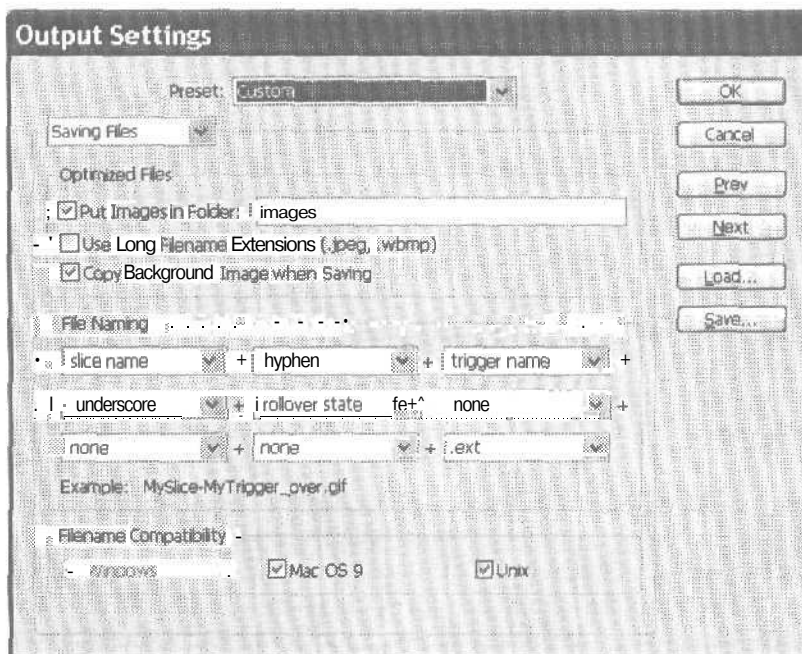 Output Settings
Preset: Custom
OK
Saving Files
Cancel
Optimized Files
Prev
Put Images in Folder: images
Next
Use Long Filename Extensions (.jpeg, .wbmp)
Copy Background Image when Saving
Load...
File Naming
Save...
slice name + hyphen + trigger name +
underscore + rollover state + none +
none + none + .ext
Example: MySlice-MyTrigger_over.gif
Filename Compatibility
Windows Mac OS 9 Unix